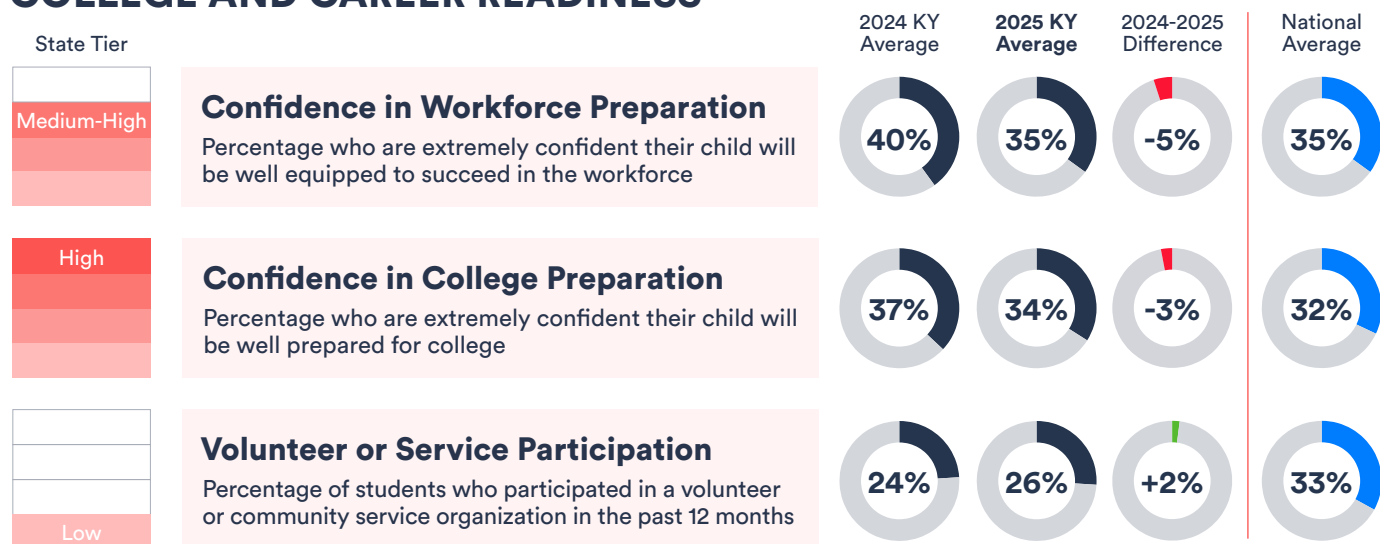 COLLEGE AND CAREER READINESS
State Tier
2024 KY
Average
2025 KY
Average
2024-2025
Difference
National
Average
Medium-High
Confidence in Workforce Preparation
Percentage who are extremely confident their child will
be well equipped to succeed in the workforce
40%
35%
-5%
35%
High
Confidence in College Preparation
Percentage who are extremely confident their child will
be well prepared for college
37%
34%
-3%
32%
Volunteer or Service Participation
Percentage of students who participated in a volunteer
or community service organization in the past 12 months
24%
26%
+2%
33%
Low